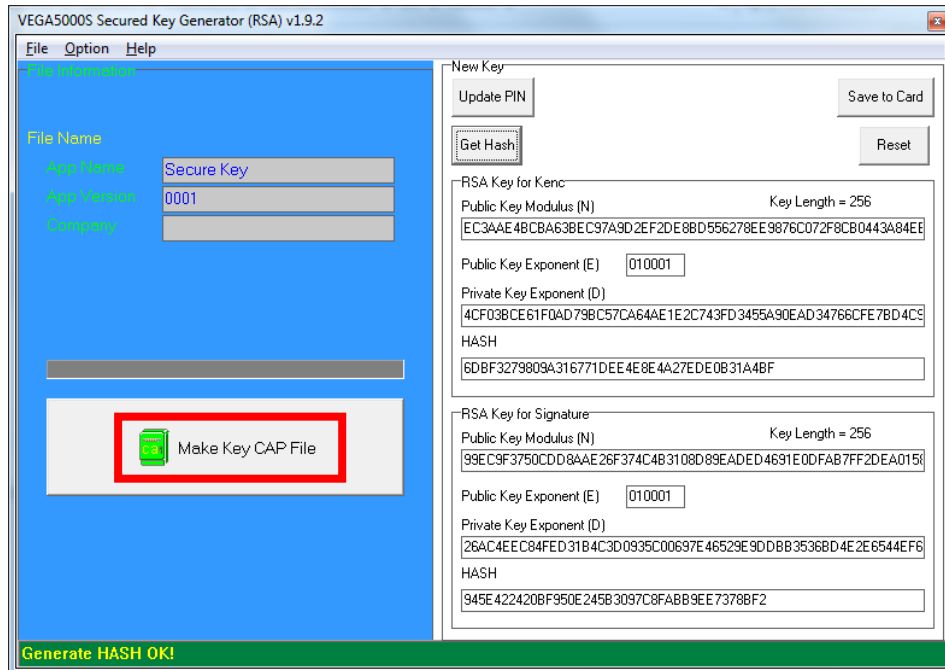 VEGA5000S Secured Key Generator (RSA) v1.9.2
File Option Help
File Information
File Name
App Name Secure Key
App Version 0001
Company
Make Key CAP File
New Key
Update PIN Save to Card
Get Hash Reset
RSA Key for Kenc
Public Key Modulus (N) Key Length = 256
EC3AAE4BCBA63BEC97A9D2EF2DE8BD556278EE9876C072F8CB0443A84EE
Public Key Exponent (E) 010001
Private Key Exponent (D)
4CF03BCE61F0AD79BC57CA64AE1E2C743FD3455A90EAD34766CFE7BD4C9
HASH
6DBF3279809A316771DEE4E8E4A27EDE0B31A4BF
RSA Key for Signature
Public Key Modulus (N) Key Length = 256
99EC9F3750CDD8AAE26F374C4B3108D89EADED4691E0DFAB7FF2DEA0158
Public Key Exponent (E) 010001
Private Key Exponent (D)
26AC4EEC84FED31B4C3D0935C00697E46529E9DDBB3536BD4E2E6544EF6
HASH
945E422420BF950E245B3097C8FABB9EE7378BF2
Generate HASH OK!